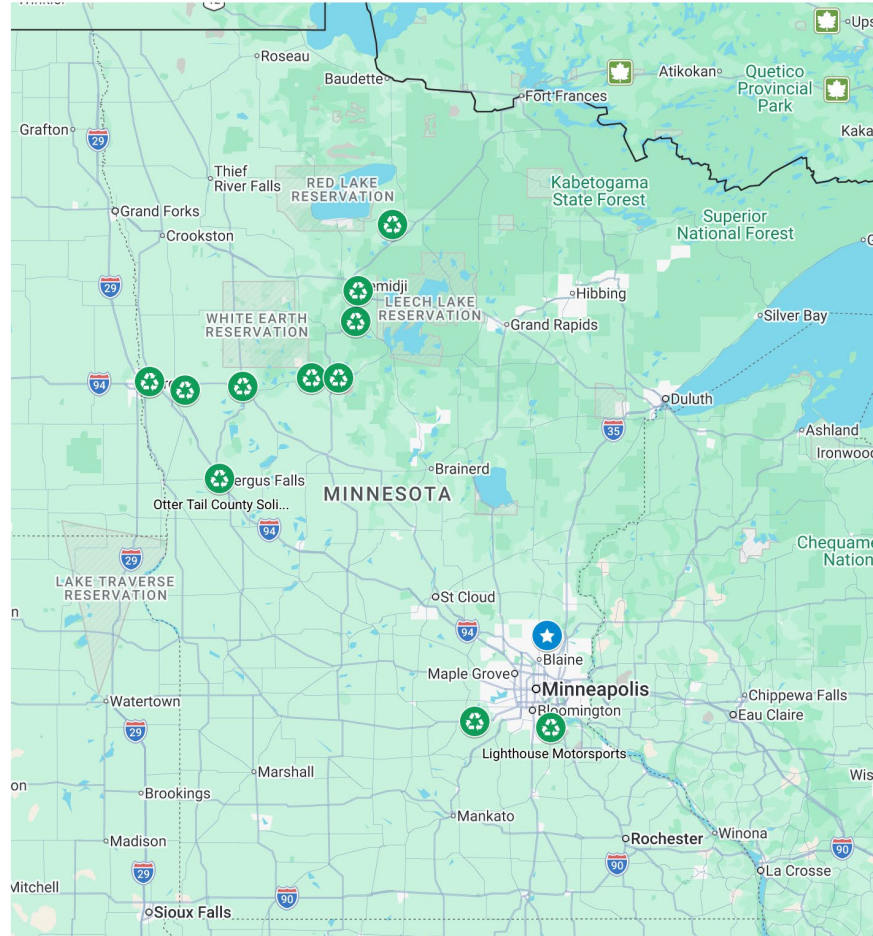 Roseau
Baudette
Atikokan
Quetico
Provincial
Park
Fort Frances
Grafton
29
Thief
River Falls
RED LAKE
RESERVATION
Kabetogama
State Forest
Grand Forks
Superior
National Forest
Crookston
29
emidji
LEECH LAKE
RESERVATION
Hibbing
WHITE EARTH
RESERVATION
Grand Rapids
Silver Bay
94
Duluth
35
Ashland
Ironwood
Brainerd
ergus Falls
MINNESOTA
Otter Tail County Soli...
94
29
Chequame
Nation
LAKE TRAVERSE
RESERVATION
St Cloud
94
Blaine
Maple Grove
Minneapolis
Chippewa Falls
Watertown
Bloomington
Eau Claire
29
Lighthouse Motorsports
Marshall
Wis
Brookings
Mankato
Madison
Rochester
Winona
90
90
29
La Crosse
Mitchell
90
Sioux Falls